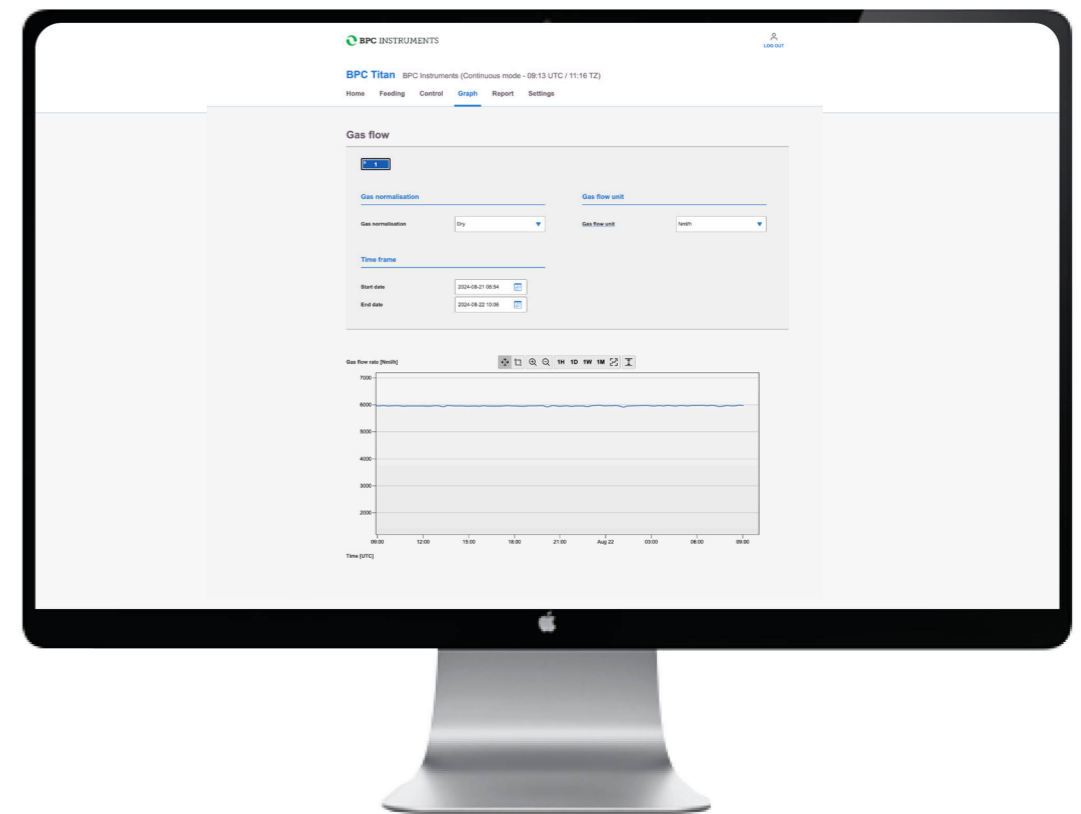 BPC INSTRUMENTS
LOG OUT
BPC Titan BPC Instruments (Continuous mode - 09:13 UTC / 11:16 TZ)
Home Feeding Control Graph Report Settings
Gas flow
1
Gas normalisation Gas flow unit
Gas normalisation Dry Gas flow unit Nml/h
Time frame
Start date 2024-08-21 08:54
End date 2024-08-22 10:06
Gas flow rate [Nml/h] 1H 1D 1W 1M
7000
6000
5000
4000
3000
2000
09:00 12:00 15:00 18:00 21:00 Aug 22 03:00 06:00 09:00
Time [UTC]